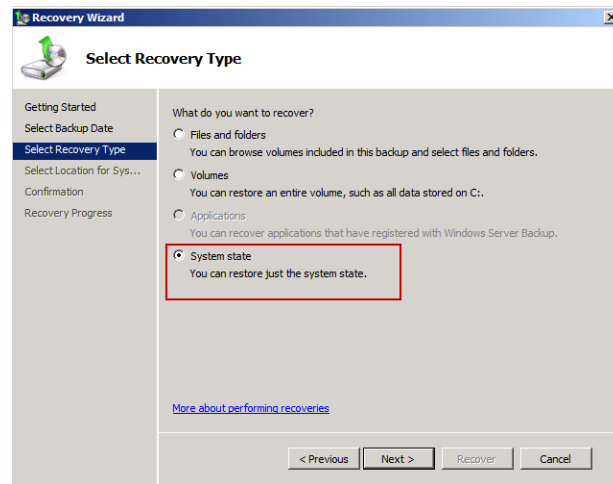 Recovery Wizard
Select Recovery Type
Getting Started
Select Backup Date
Select Recovery Type
Select Location for Sys...
Confirmation
Recovery Progress
What do you want to recover?
Files and folders
You can browse volumes included in this backup and select files and folders.
Volumes
You can restore an entire volume, such as all data stored on C:.
Applications
You can recover applications that have registered with Windows Server Backup.
System state
You can restore just the system state.
More about performing recoveries
< Previous
Next >
Recover
Cancel